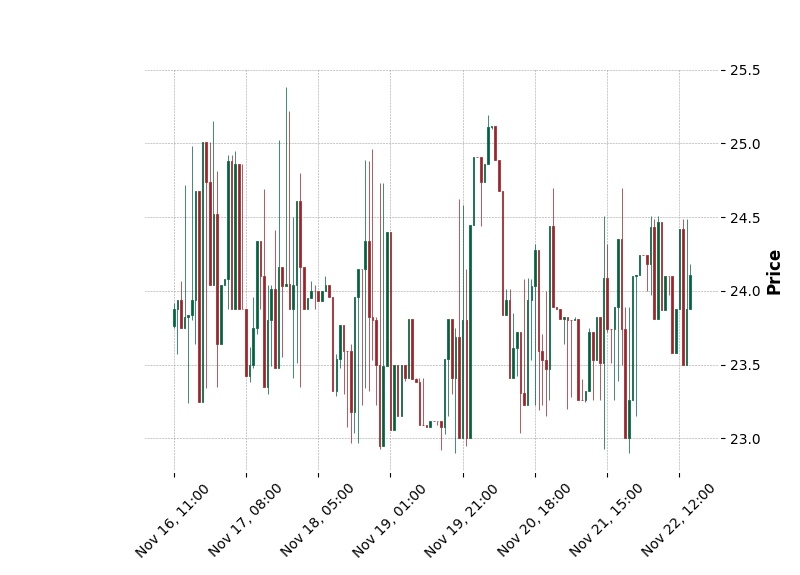 25.5
25.0
24.5
24.0
23.5
23.0
Price
Nov 16, 11:00
Nov 17, 08:00
Nov 18, 05:00
Nov 19, 01:00
Nov 19, 21:00
Nov 20, 18:00
Nov 21, 15:00
Nov 22, 12:00